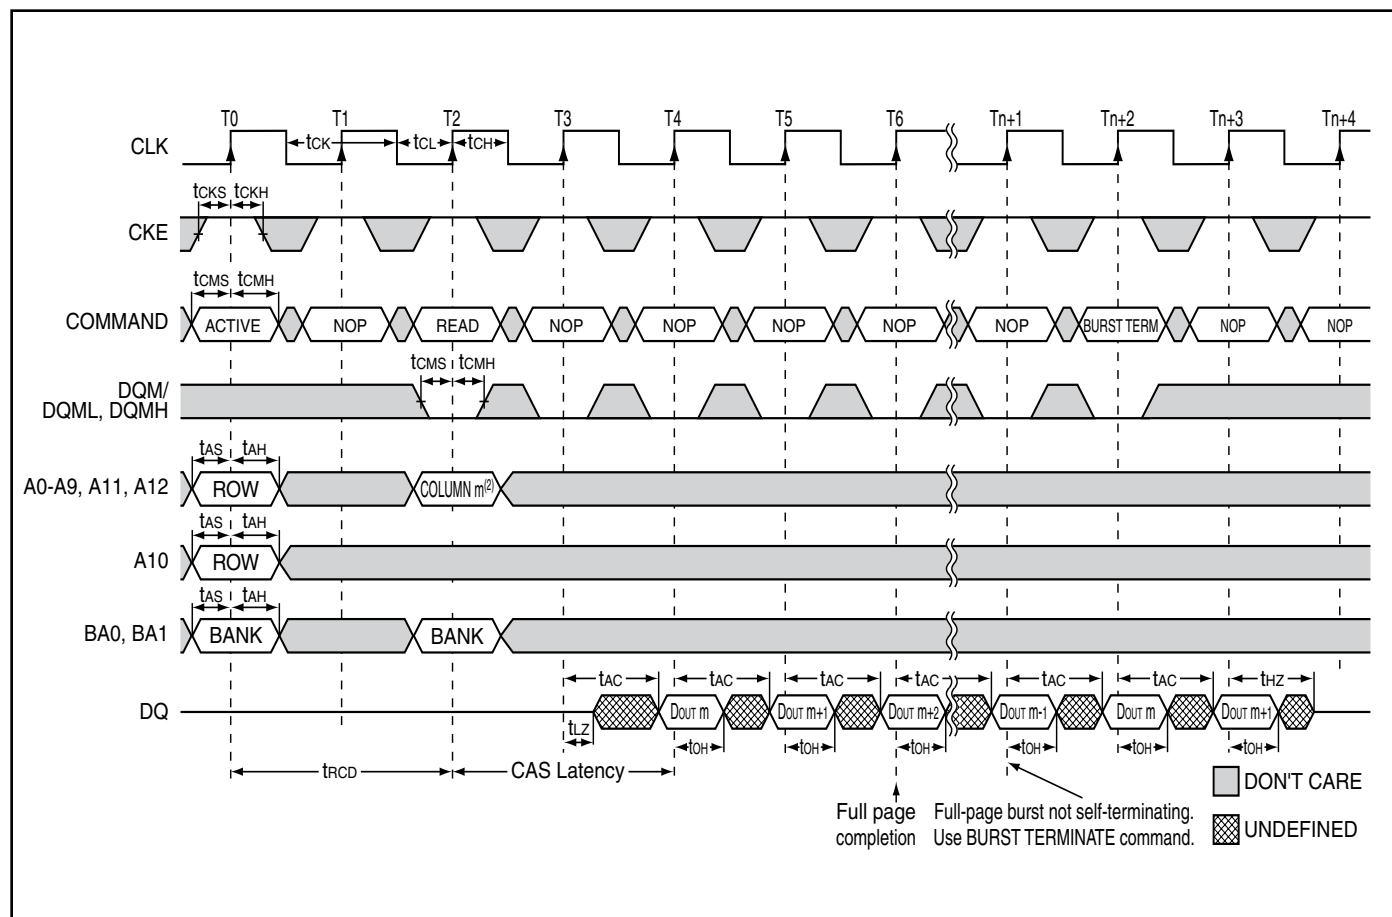 T0 T1 T2 T3 T4 T5 T6 Tn+1 Tn+2 Tn+3 Tn+4
CLK tCK tCL tCH
tCKS tCKH
CKE
tCMS tCMH
COMMAND ACTIVE NOP READ NOP NOP NOP NOP NOP BURST TERM NOP NOP
tCMS tCMH
DQM/
DQML, DQMH
tAS tAH
A0-A9, A11, A12 ROW COLUMN m(2)
tAS tAH
A10 ROW
tAS tAH
BA0, BA1 BANK BANK
tAC tAC tAC tAC tAC tAC tHZ
DQ DOUT m DOUT m+1 DOUT m+2 DOUT m-1 DOUT m DOUT m+1
tLZ tOH tOH tOH tOH tOH tOH
tRCD CAS Latency
DON'T CARE
Full page Full-page burst not self-terminating.
completion Use BURST TERMINATE command.
UNDEFINED